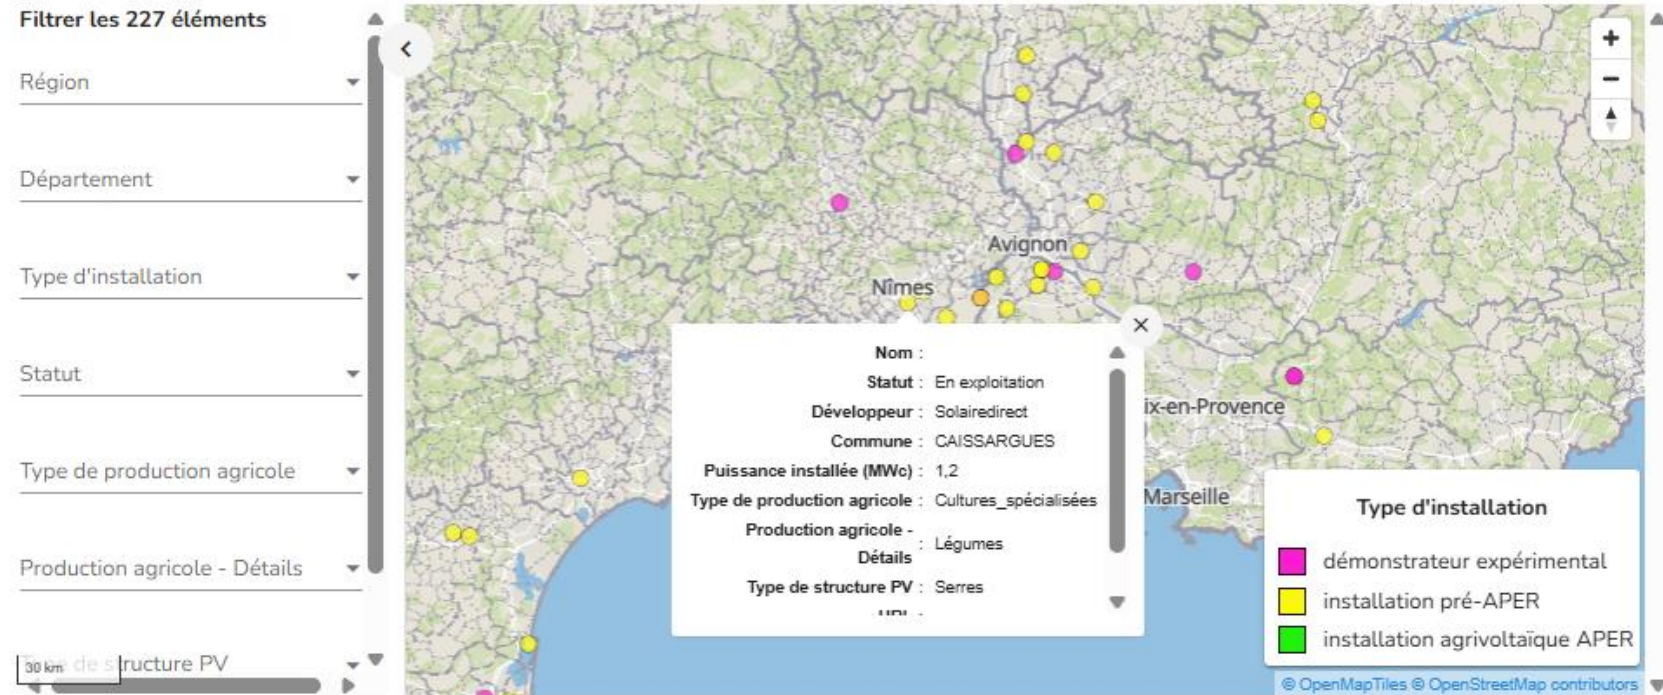 Filtrer les 227 éléments
Région
Département
Type d'installation
Statut
Type de production agricole
Production agricole - Détails
de structure PV
30 km
Avignon
Nîmes
ix-en-Provence
Marseille
Nom :
Statut : En exploitation
Développeur : Solairedirect
Commune : CAISSARGUES
Puissance installée (MWc) : 1,2
Type de production agricole : Cultures_spécialisées
Production agricole -
Détails : Légumes
Type de structure PV : Serres
Type d'installation
démonstrateur expérimental
installation pré-APER
installation agrivoltaïque APER
© OpenMapTiles © OpenStreetMap contributors